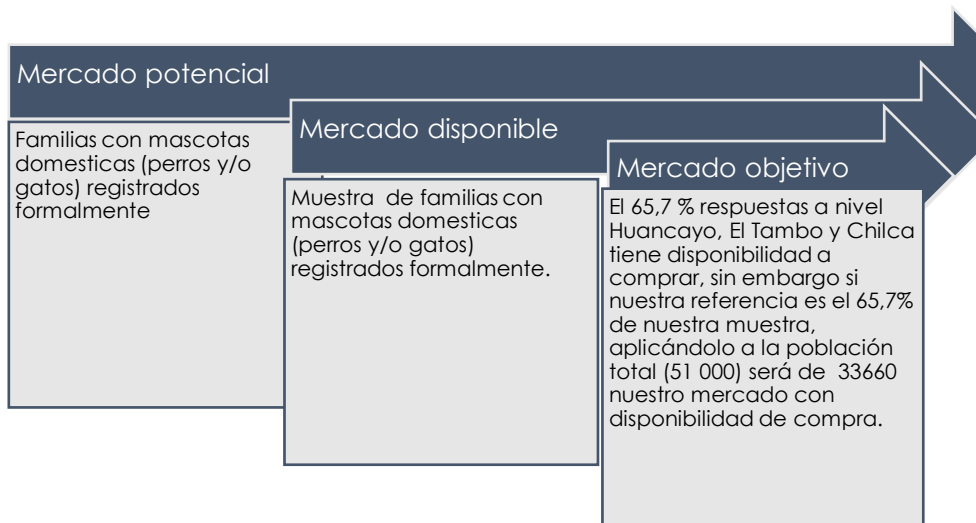 Mercado potencial
Familias con mascotas
domesticas (perros y/o
gatos) registrados
formalmente
Mercado disponible
Muestra de familias con
mascotas domesticas
(perros y/o gatos)
registrados formalmente.
Mercado objetivo
El 65,7 % respuestas a nivel
Huancayo, El Tambo y Chilca
tiene disponibilidad a
comprar, sin embargo si
nuestra referencia es el 65,7%
de nuestra muestra,
aplicándolo a la población
total (51 000) será de 33660
nuestro mercado con
disponibilidad de compra.